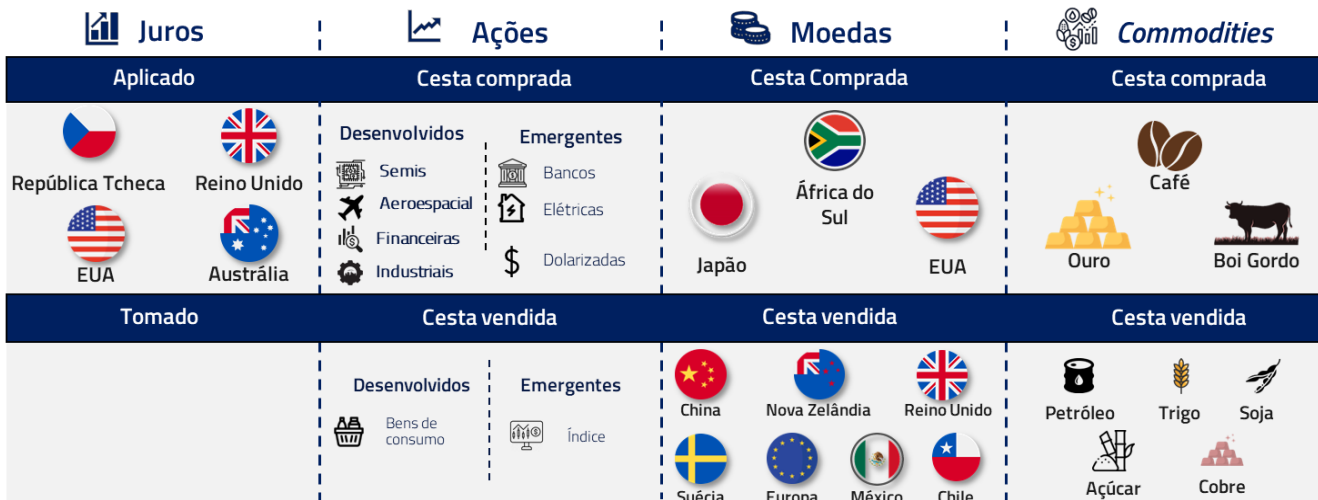 Juros
Ações
Moedas
Commodities
Aplicado
Cesta comprada
Cesta Comprada
Cesta comprada
República Tcheca
Reino Unido
EUA
Austrália
Desenvolvidos
Semis
Aeroespacial
Financeiras
Industriais
Emergentes
Bancos
Elétricas
Dolarizadas
Japão
África do
Sul
EUA
Café
Ouro
Boi Gordo
Tomado
Cesta vendida
Cesta vendida
Cesta vendida
Desenvolvidos
Bens de
consumo
Emergentes
Índice
China
Nova Zelândia
Reino Unido
Suécia
Europa
México
Chile
Petróleo
Trigo
Soja
Açúcar
Cobre